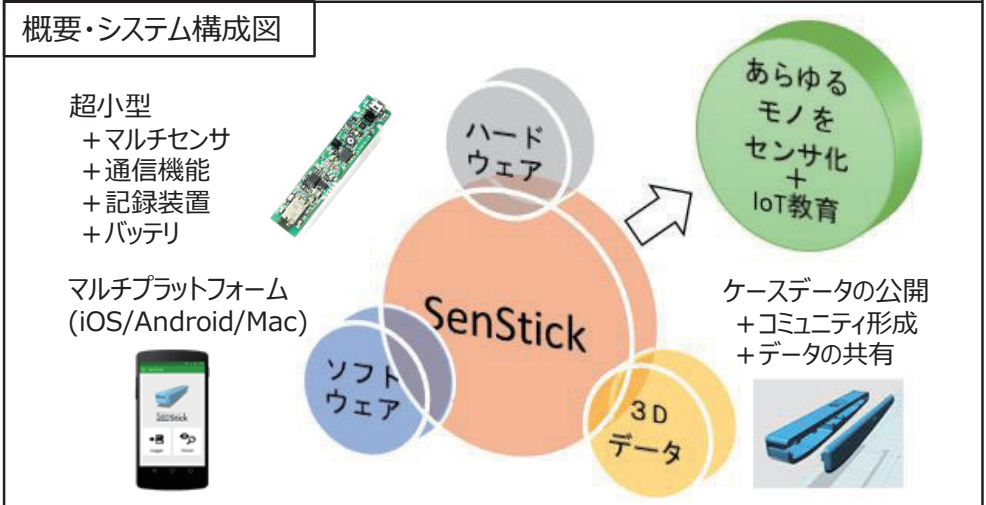 概要・システム構成図
超小型
＋マルチセンサ
＋通信機能
＋記録装置
＋バッテリ
ハード
ウェア
あらゆる
モノを
センサ化
＋
IoT教育
マルチプラットフォーム
(iOS/Android/Mac)
SenStick
ケースデータの公開
＋コミュニティ形成
＋データの共有
ソフト
ウェア
3D
データ
SenStick
Logger